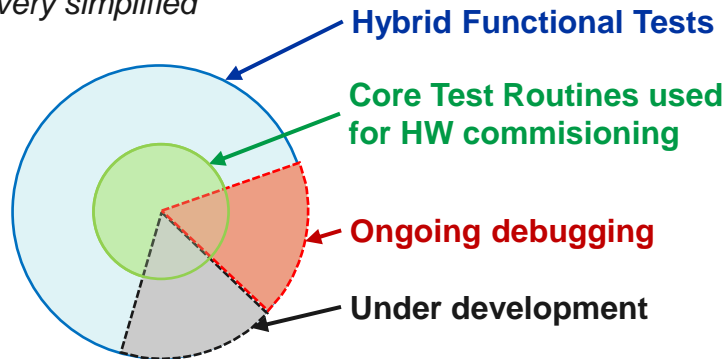 very simplified
Hybrid Functional Tests
Core Test Routines used
for HW commisioning
Ongoing debugging
Under development